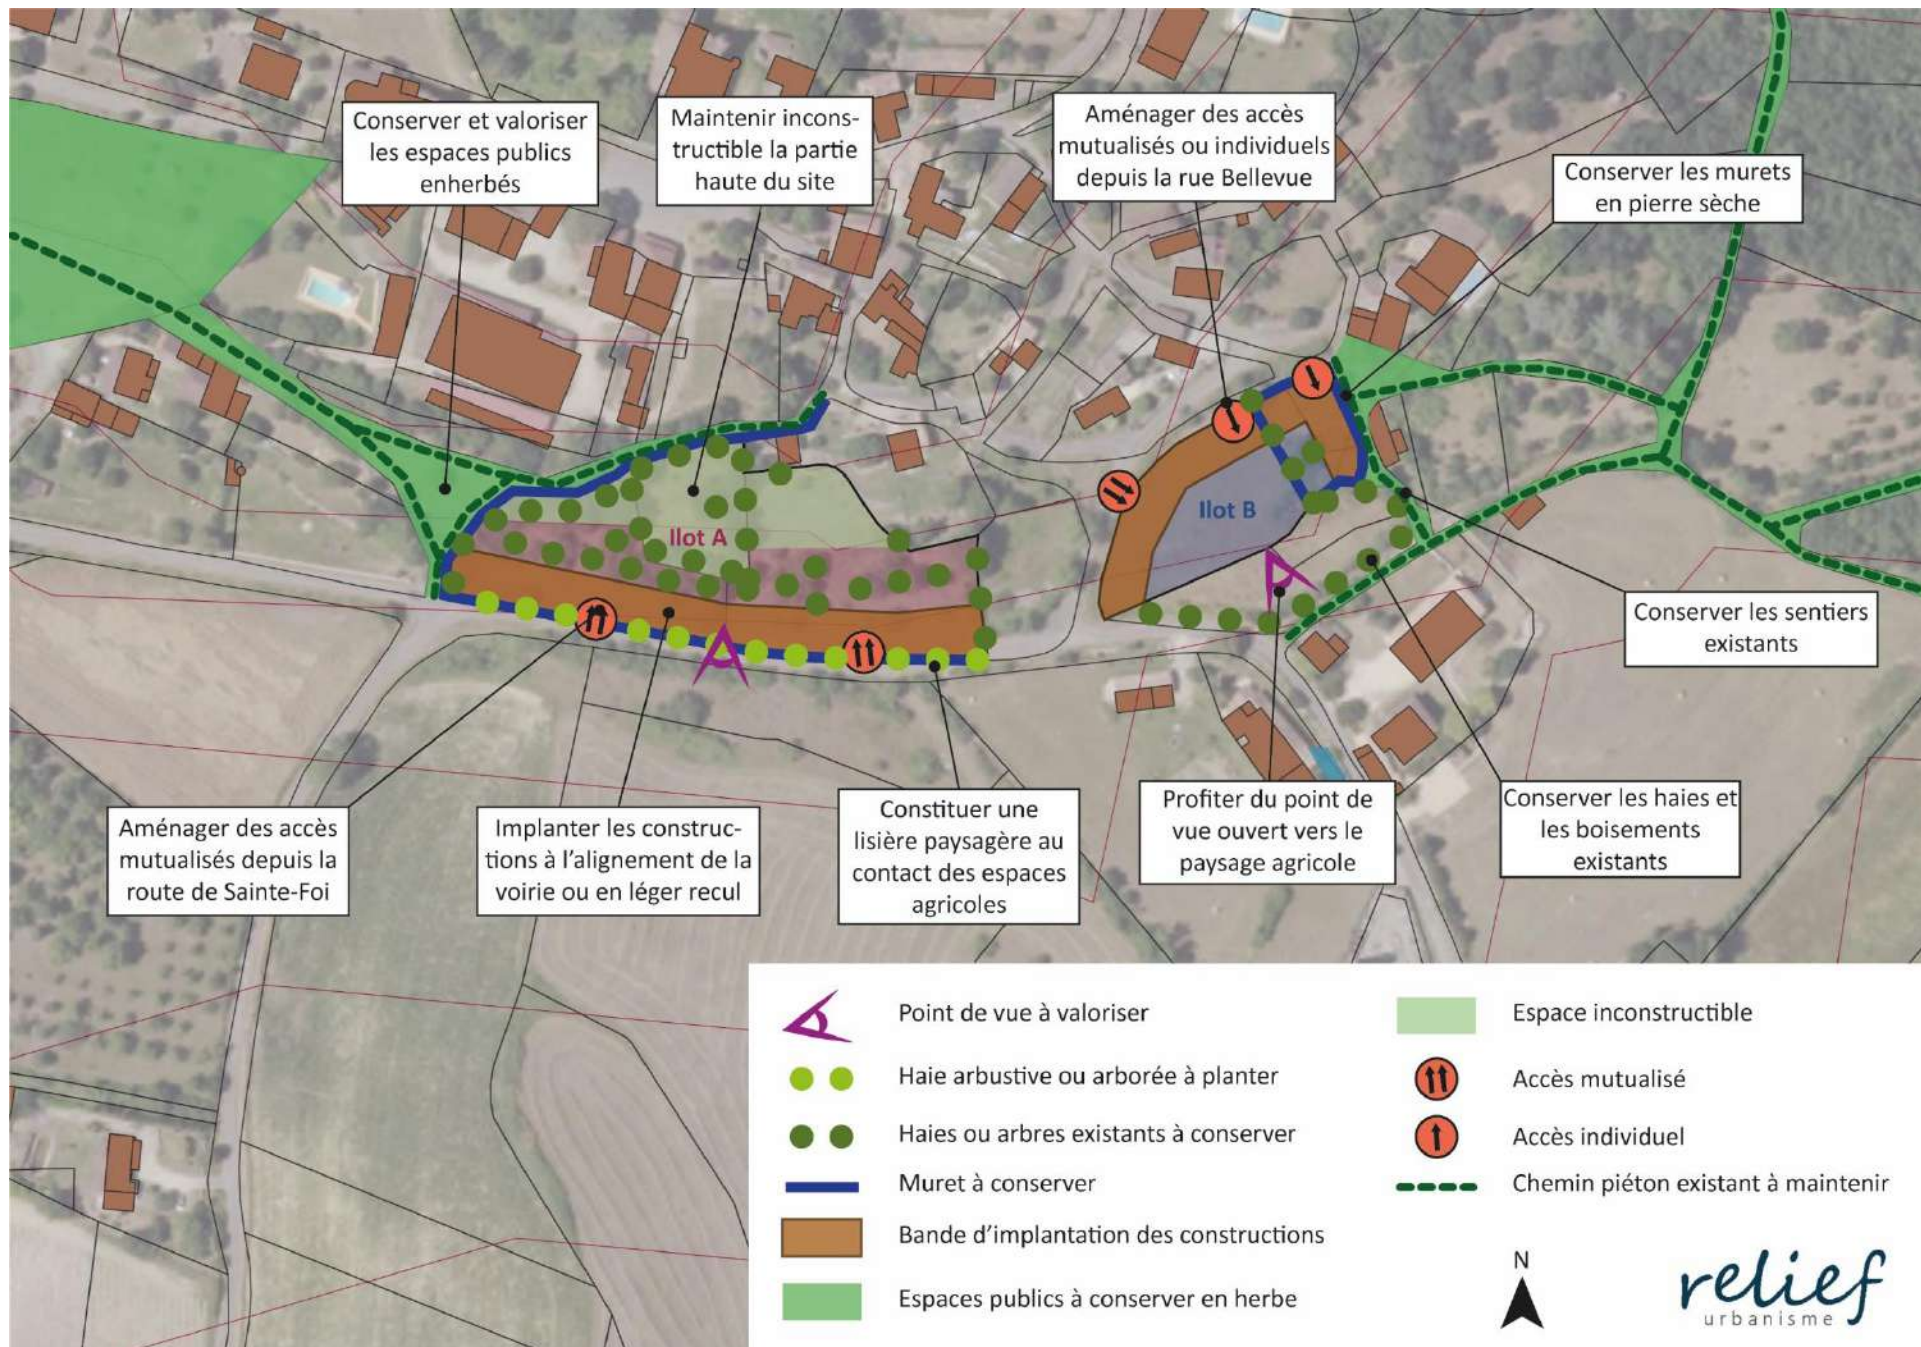 Conserver et valoriser
les espaces publics
enherbés
Maintenirincons-
tructible la partie
haute du site
Aménager des accès
mutualisés ou individuels
depuis la rue Bellevue
Conserver les murets
en pierre sèche
Ilot A
Ilot B
Conserver les sentiers
existants
Aménager des accès
mutualisés depuis la
route de Sainte-Foi
Implanter les construc-
tions à l'alignement de la
voirie ou en léger recul
Constituer une
lisière paysagère au
contact des espaces
agricoles
Profiter du point de
vue ouvert vers le
paysage agricole
Conserver les haies et
les boisements
existants
Point de vue à valoriser
Haie arbustive ou arborée à planter
Haies ou arbres existants à conserver
Muret à conserver
Bande d'implantation des constructions
Espaces publics à conserver en herbe
Espace inconstructible
Accès mutualisé
Accès individuel
Chemin piéton existant à maintenir
N
relief
urbanisme